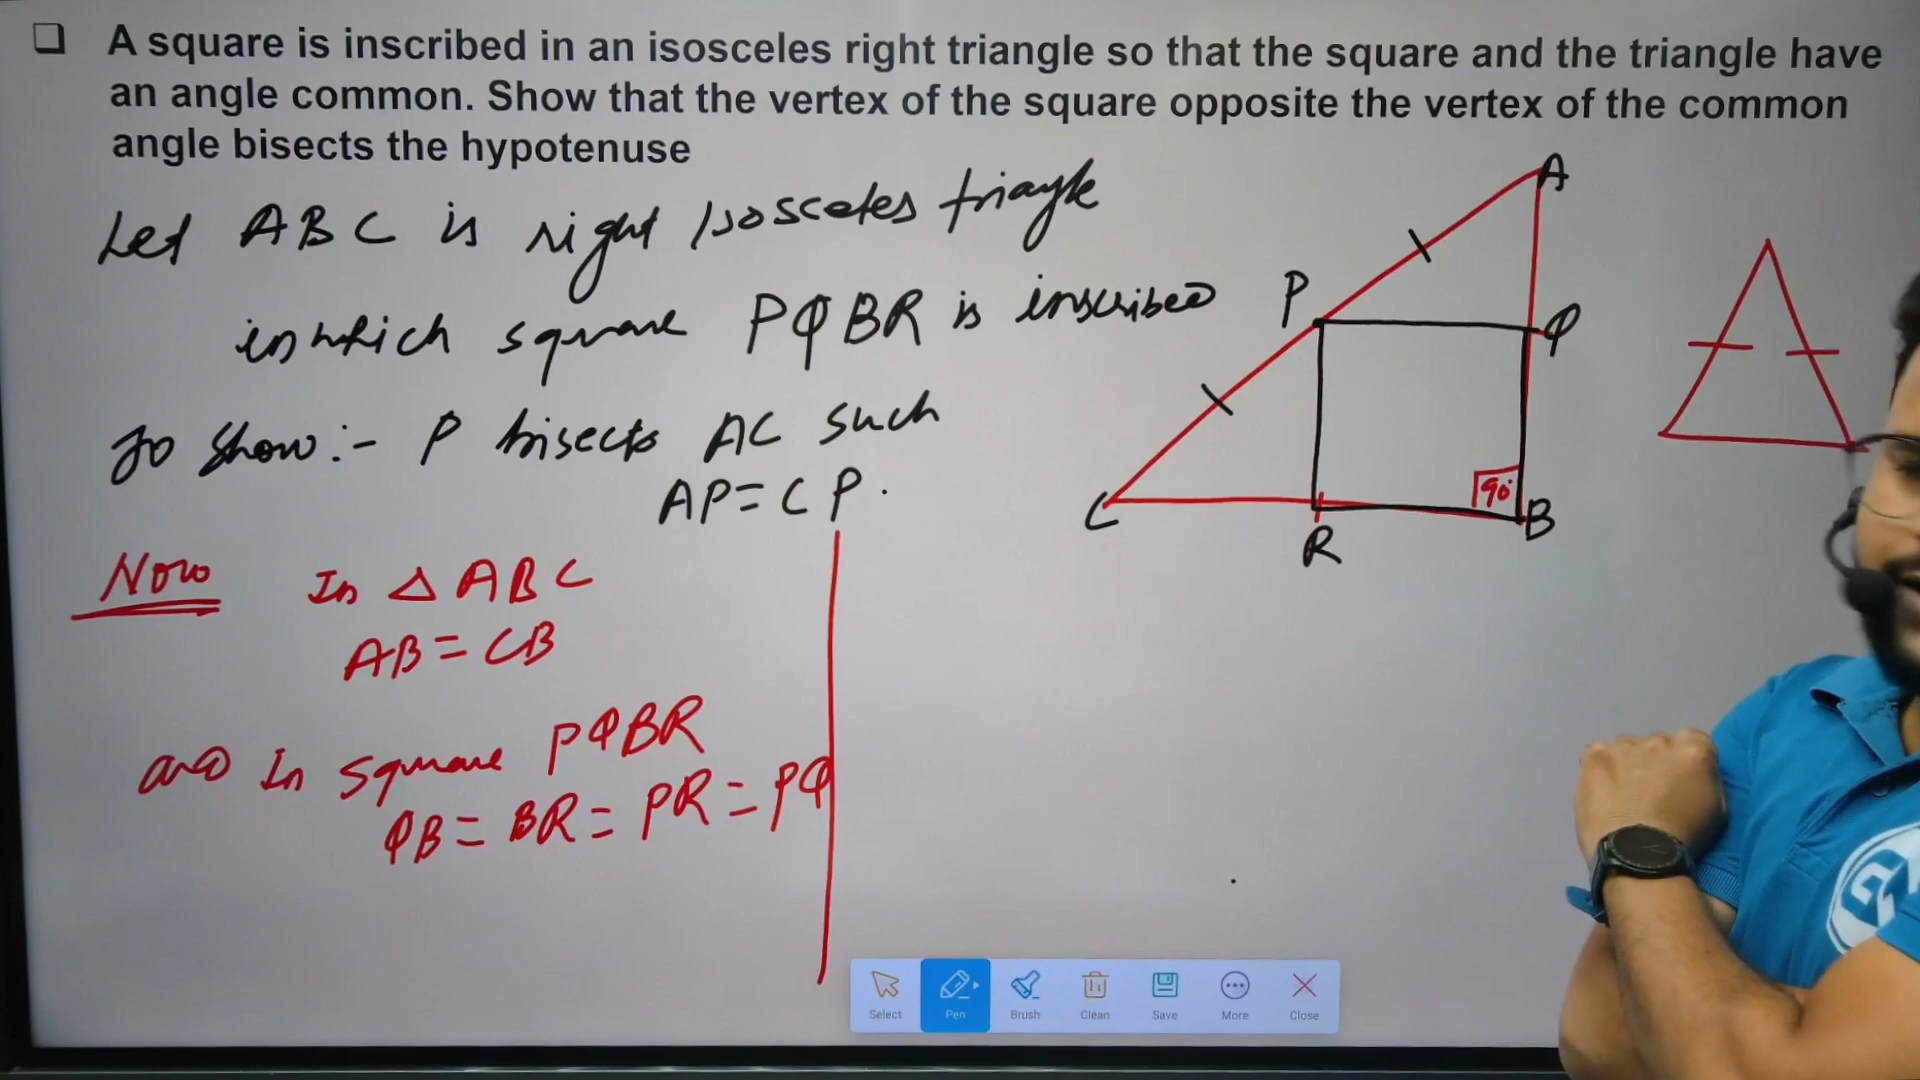 ❑ A square is inscribed in an isosceles right triangle so that the square and the triangle have
an angle common. Show that the vertex of the square opposite the vertex of the common
angle bisects the hypotenuse
Let ABC is right Isosceles triangle
in which square PQBR is inscribed
To show:- P bisects AC such
AP=CP.
Now In △ABC
AB=CB
and In square PQBR
QB=BR=PR=PQ
A
P
Q
90°
C
B
R
Select Pen Brush Clean Save More Close